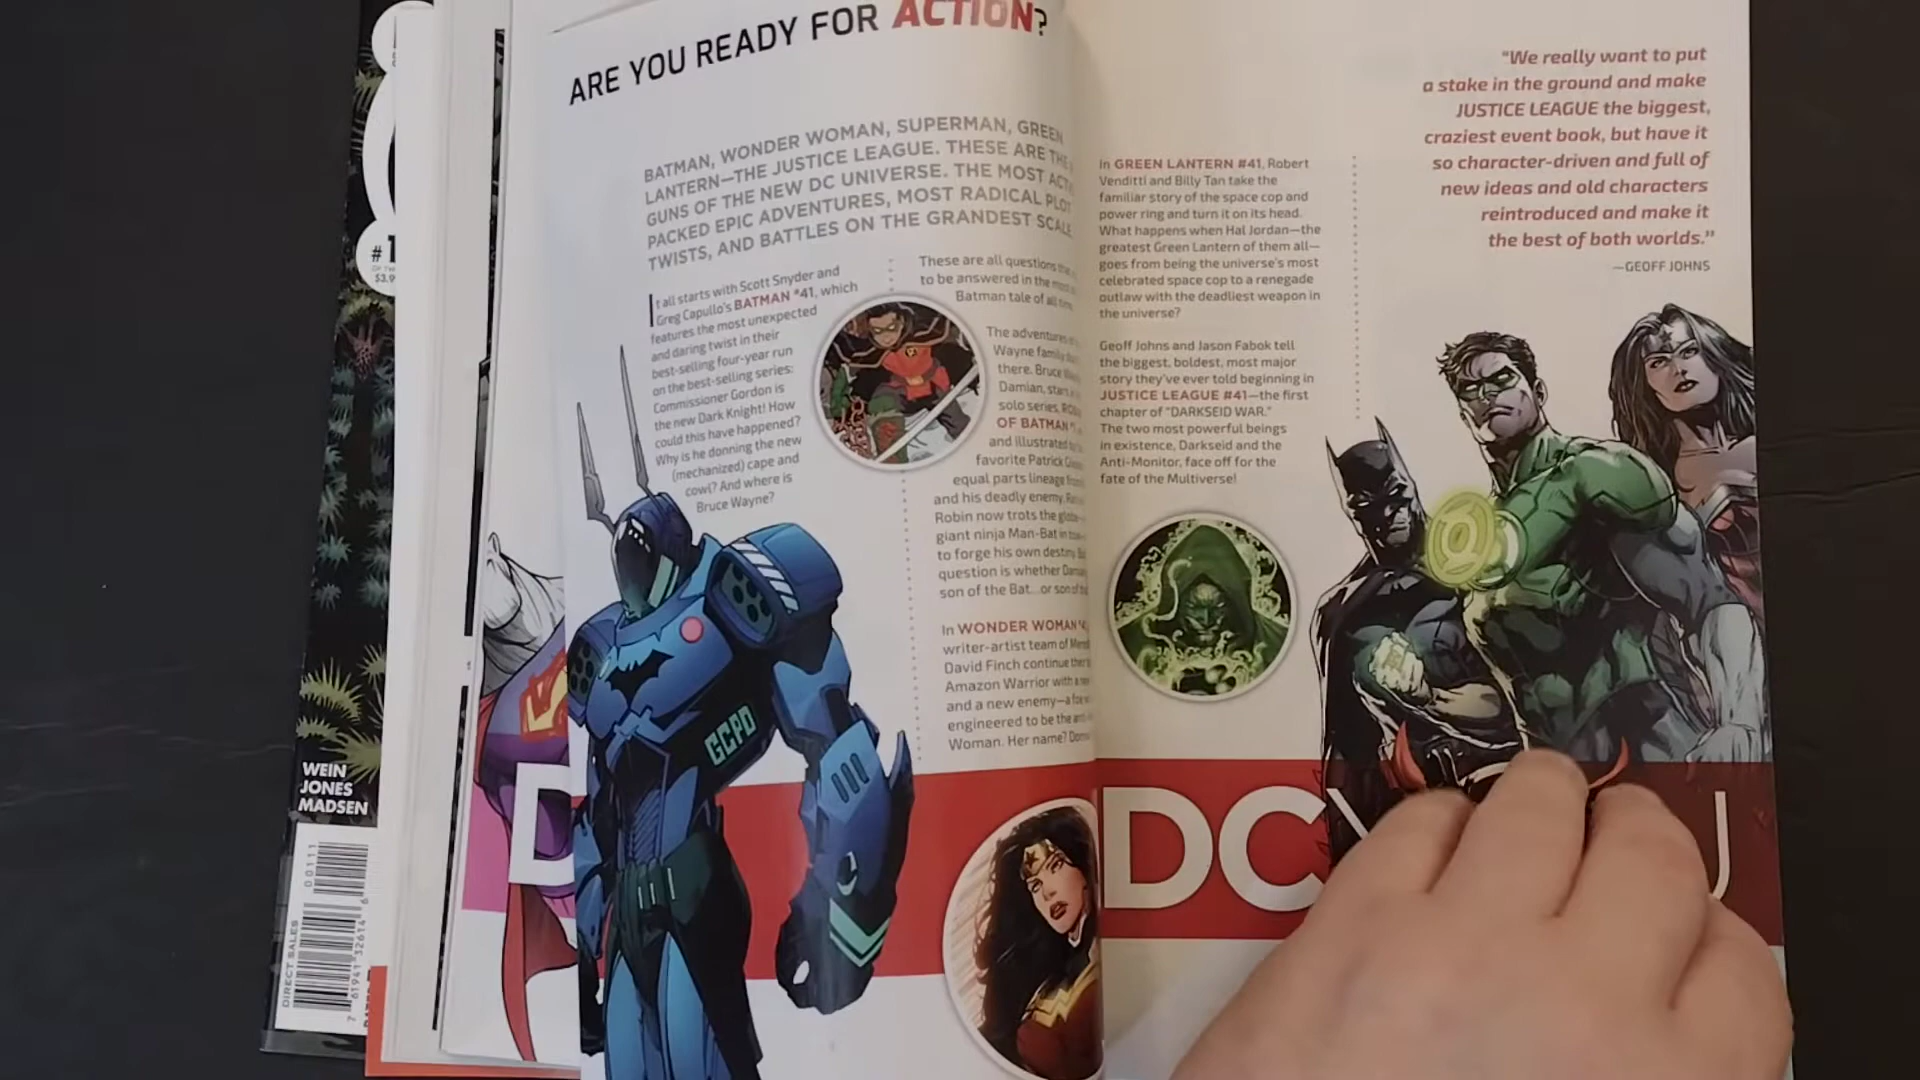 ARE YOU READY FOR ACTION?
BATMAN, WONDER WOMAN, SUPERMAN, GREEN
LANTERN—THE JUSTICE LEAGUE. THESE ARE THE
GUNS OF THE NEW DC UNIVERSE. THE MOST
PACKED EPIC ADVENTURES, MOST RADICAL PLOT
TWISTS, AND BATTLES ON THE GRANDEST SCALE
It all starts with Scott Snyder and
Greg Capullo's BATMAN #41, which
features the most unexpected
and daring twist in their
best-selling four-year run
on the best-selling series:
Commissioner Gordon is
the new Dark Knight! How
could this have happened?
Why is he donning the new
(mechanized) cape and
cowl? And where is
Bruce Wayne?
These are all questions
to be answered in the
Batman tale of all
The adventures
Wayne
there. Bruce
Damian,
solo series,
OF BATMAN
and illustrated
favorite Patrick
equal parts lineage
and his deadly enemy.
Robin now trots the
giant ninja Man-Bat in
to forge his own destiny.
question is whether
son of the Bat...or son of
In WONDER WOMAN
writer-artist team of
David Finch continue
Amazon Warrior with a
and a new enemy—a
engineered to be the
Woman. Her name?
GCPD
D
In GREEN LANTERN #41, Robert
Venditti and Billy Tan take the
familiar story of the space cop and
power ring and turn it on its head.
What happens when Hal Jordan—the
greatest Green Lantern of them all—
goes from being the universe's most
celebrated space cop to a renegade
outlaw with the deadliest weapon in
the universe?
Geoff Johns and Jason Fabok tell
the biggest, boldest, most major
story they've ever told beginning in
JUSTICE LEAGUE #41—the first
chapter of "DARKSEID WAR."
The two most powerful beings
in existence, Darkseid and the
Anti-Monitor, face off for the
fate of the Multiverse!
"We really want to put
a stake in the ground and make
JUSTICE LEAGUE the biggest,
craziest event book, but have it
so character-driven and full of
new ideas and old characters
reintroduced and make it
the best of both worlds."
—GEOFF JOHNS
DC
WEIN
JONES
MADSEN
DIRECT SALES
00111
7 61941 32614 6